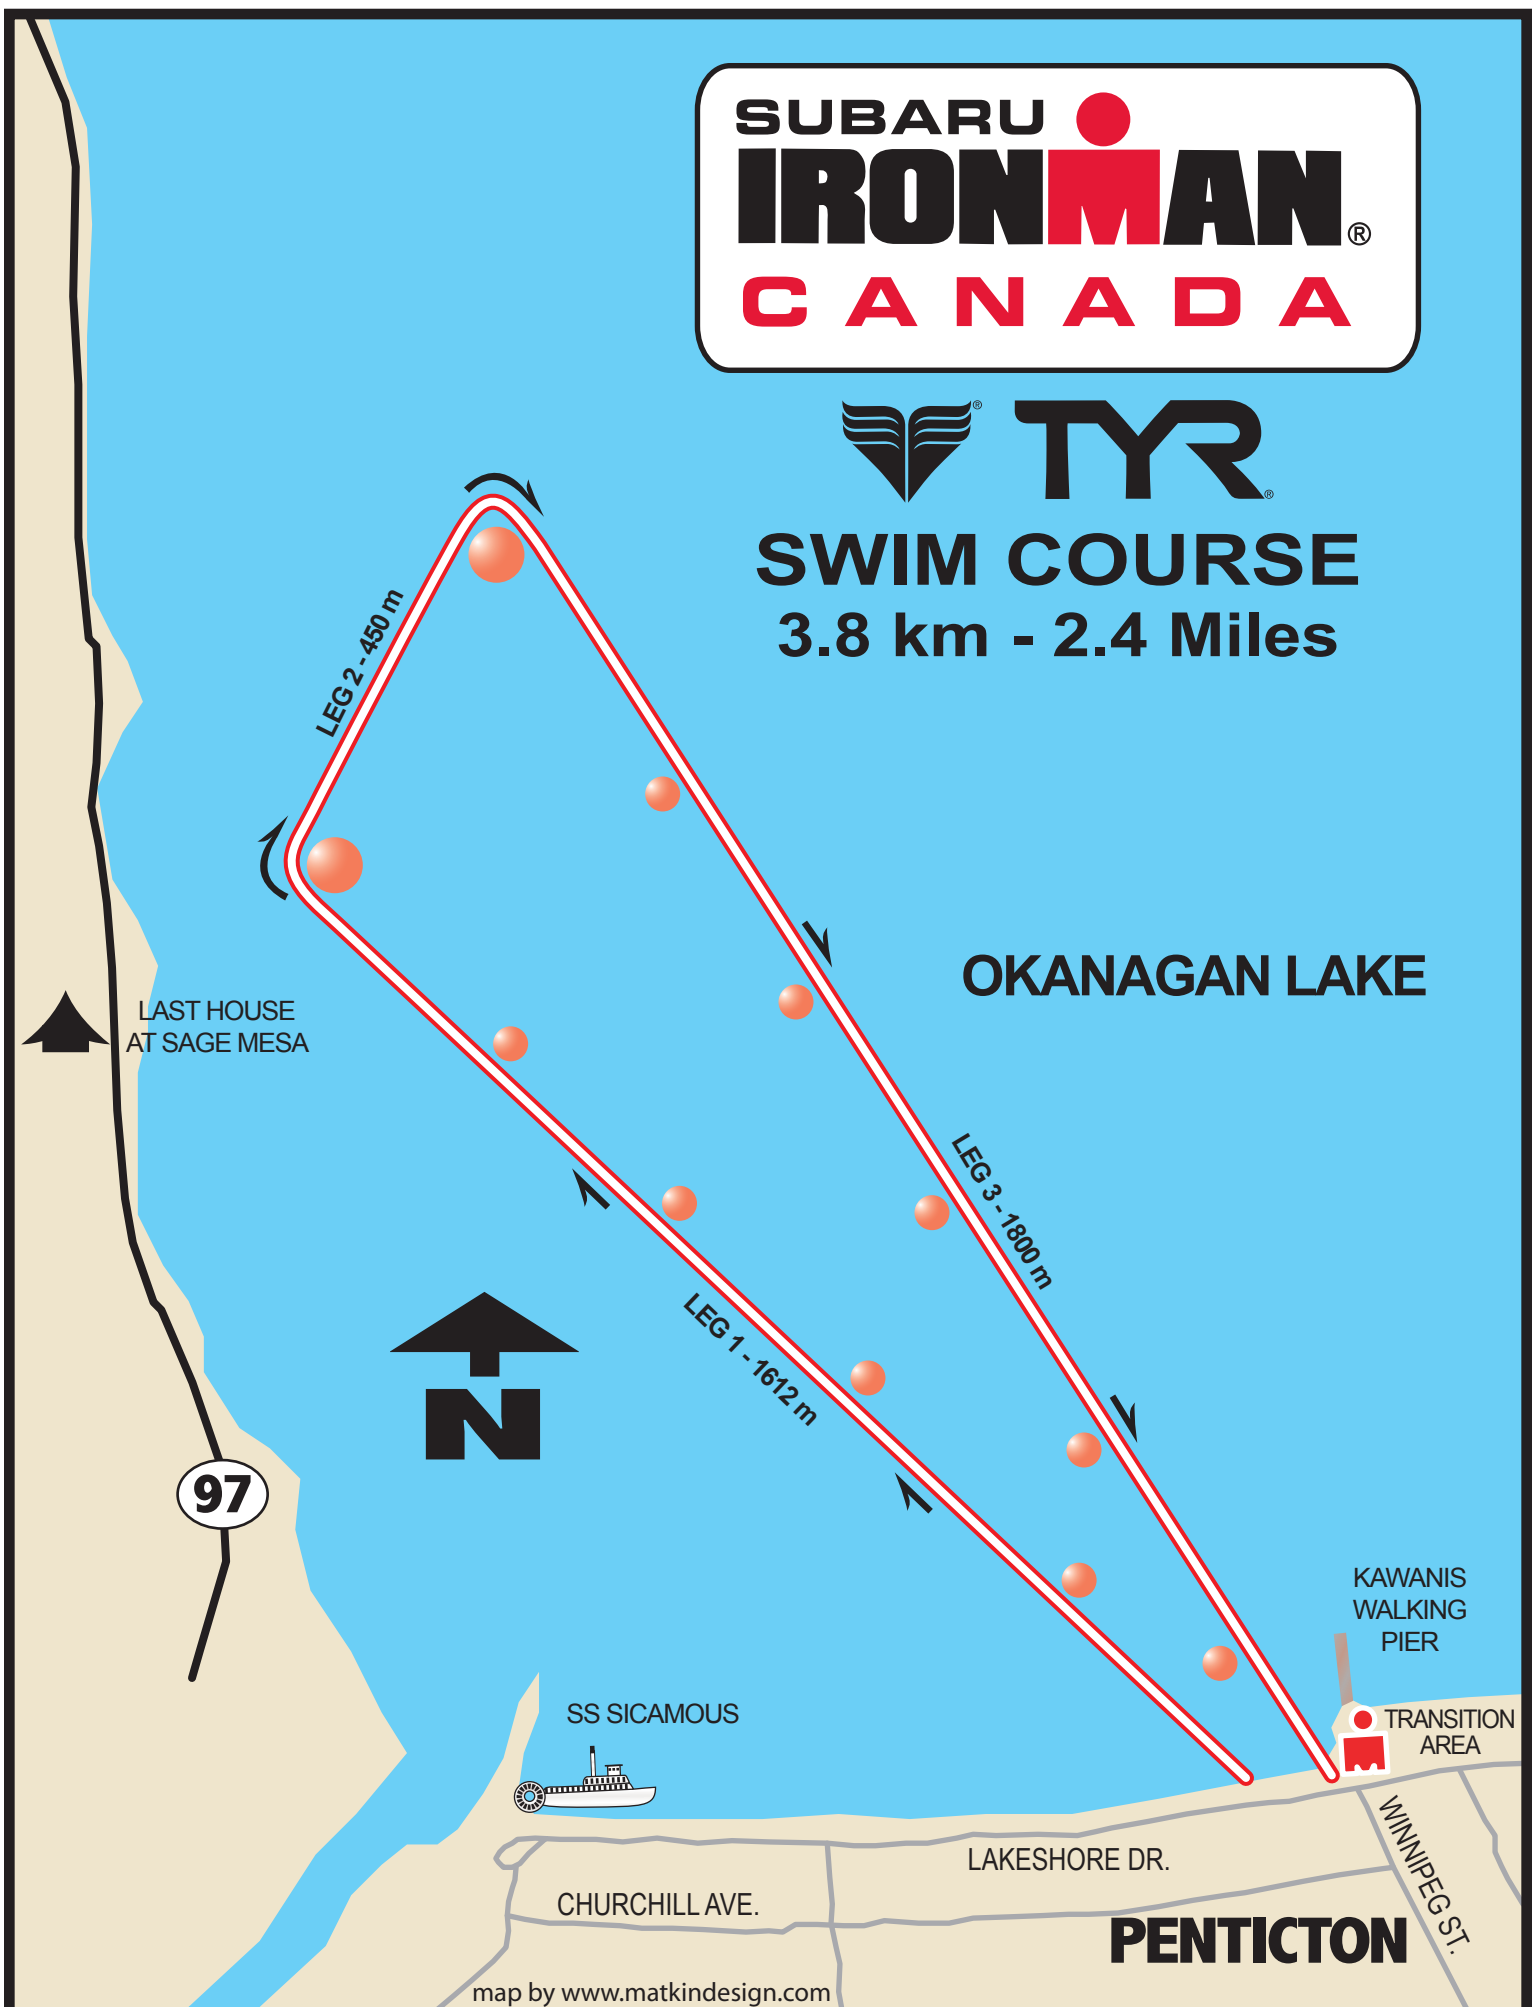 SUBARU
IRONMAN®
CANADA
® TYR®
SWIM COURSE
3.8 km - 2.4 Miles
LEG 2 - 450 m
OKANAGAN LAKE
LAST HOUSE
AT SAGE MESA
LEG 3 - 1800 m
LEG 1 - 1612 m
N
97
KAWANIS
WALKING
PIER
SS SICAMOUS
TRANSITION
AREA
LAKESHORE DR.
WINNIPEG ST.
CHURCHILL AVE.
PENTICTON
map by www.matkindesign.com